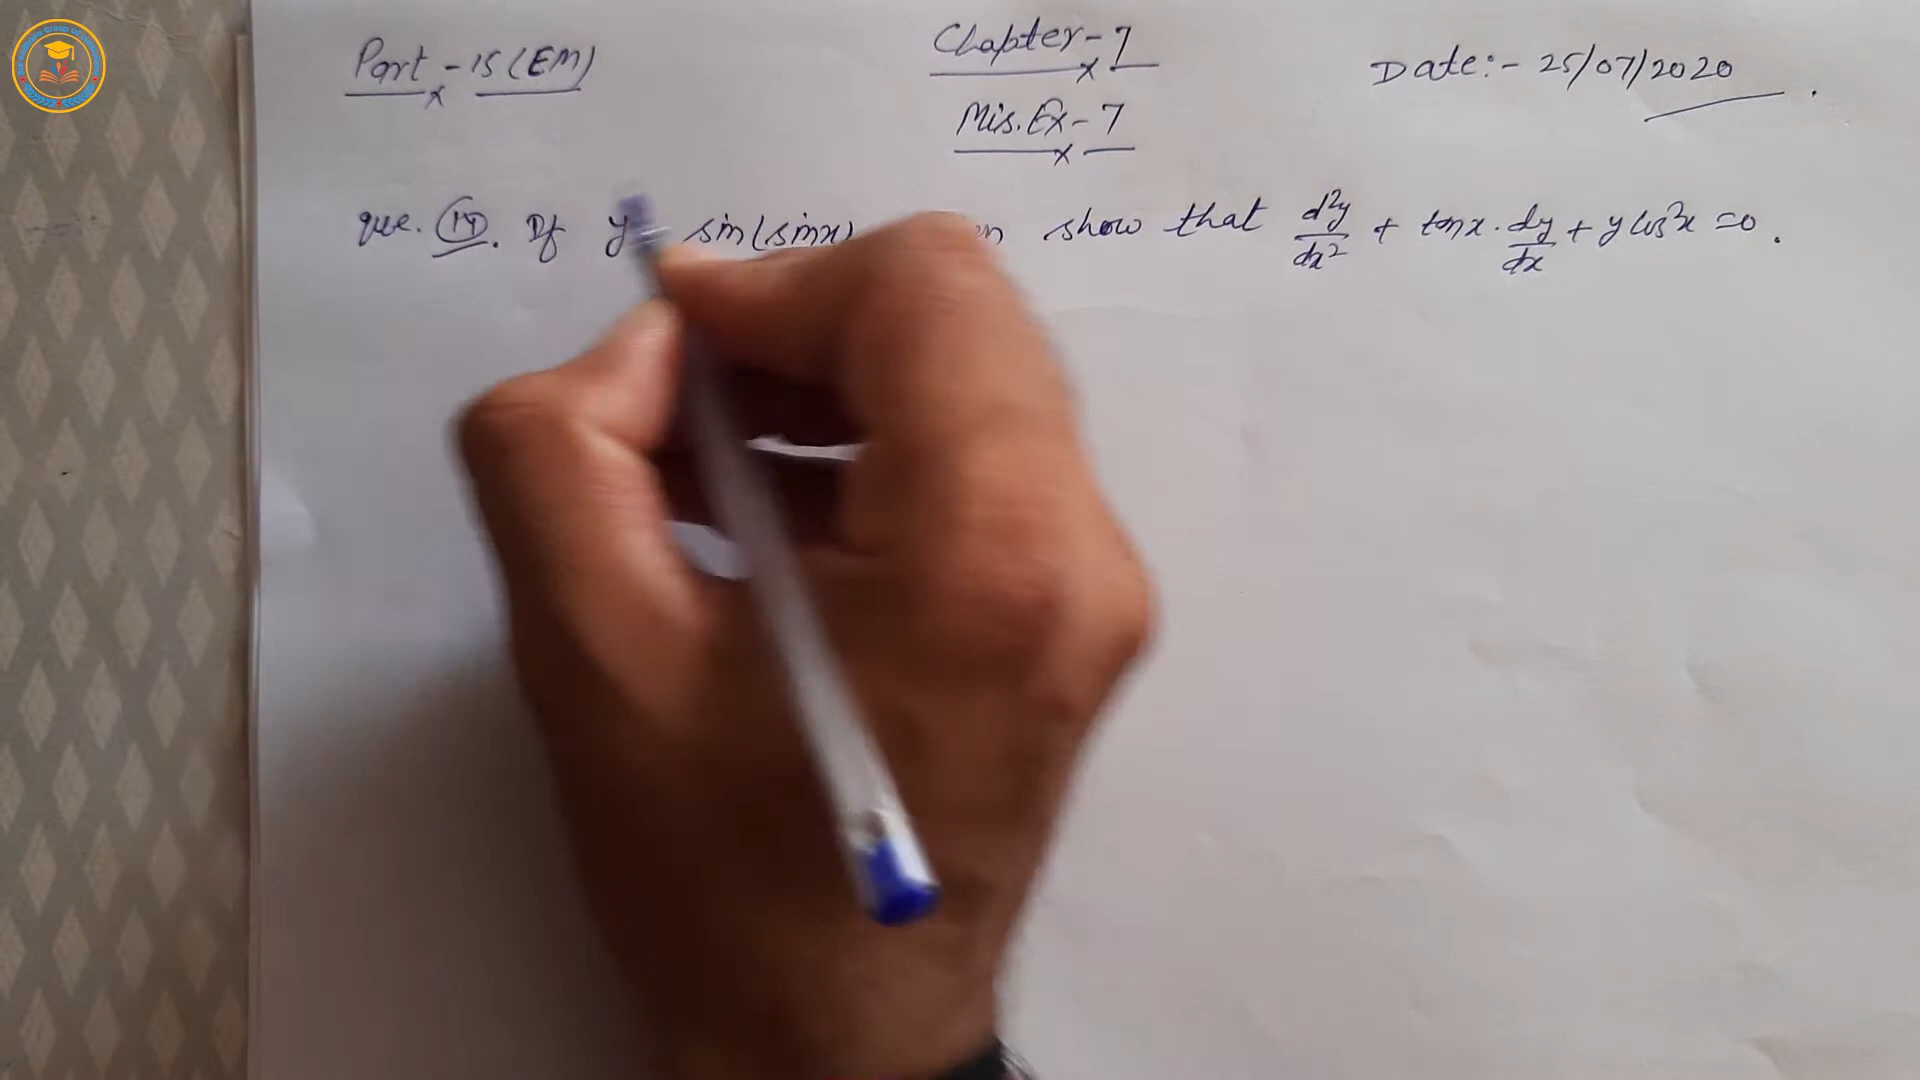 Part - 15 (EM)
Chapter - 7
Date:- 25/07/2020
Mis. Ex - 7
que. If y sin(sinx) show that d²y/dx² + tanx . dy/dx + y cos²x = 0 .